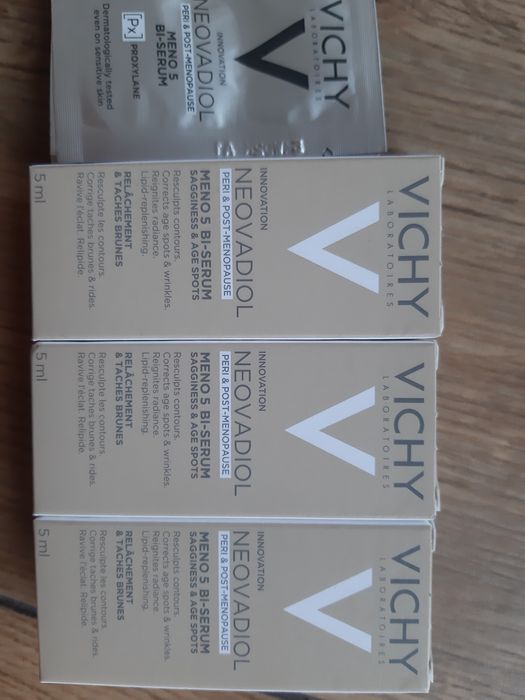 VICHY
LABORATOIRES
INNOVATION
NEOVADIOL
PERI & POST-MENOPAUSE
MENO 5
BI-SERUM
[Px] PROXYLANE
Dermatologically tested
even on sensitive skin
VICHY
LABORATOIRES
INNOVATION
NEOVADIOL
PERI & POST-MENOPAUSE
MENO 5 BI-SERUM
SAGGINESS & AGE SPOTS
Resculpts contours.
Corrects age spots & wrinkles.
Reignites radiance.
Lipid-replenishing.
RELÂCHEMENT
& TACHES BRUNES
Resculpte les contours.
Corrige taches brunes & rides.
Ravive l'éclat. Relipide.
5 ml
VICHY
LABORATOIRES
INNOVATION
NEOVADIOL
PERI & POST-MENOPAUSE
MENO 5 BI-SERUM
SAGGINESS & AGE SPOTS
Resculpts contours.
Corrects age spots & wrinkles.
Reignites radiance.
Lipid-replenishing.
RELÂCHEMENT
& TACHES BRUNES
Resculpte les contours.
Corrige taches brunes & rides.
Ravive l'éclat. Relipide.
5 ml
VICHY
LABORATOIRES
INNOVATION
NEOVADIOL
PERI & POST-MENOPAUSE
MENO 5 BI-SERUM
SAGGINESS & AGE SPOTS
Resculpts contours.
Corrects age spots & wrinkles.
Reignites radiance.
Lipid-replenishing.
RELÂCHEMENT
& TACHES BRUNES
Resculpte les contours.
Corrige taches brunes & rides.
Ravive l'éclat. Relipide.
5 ml